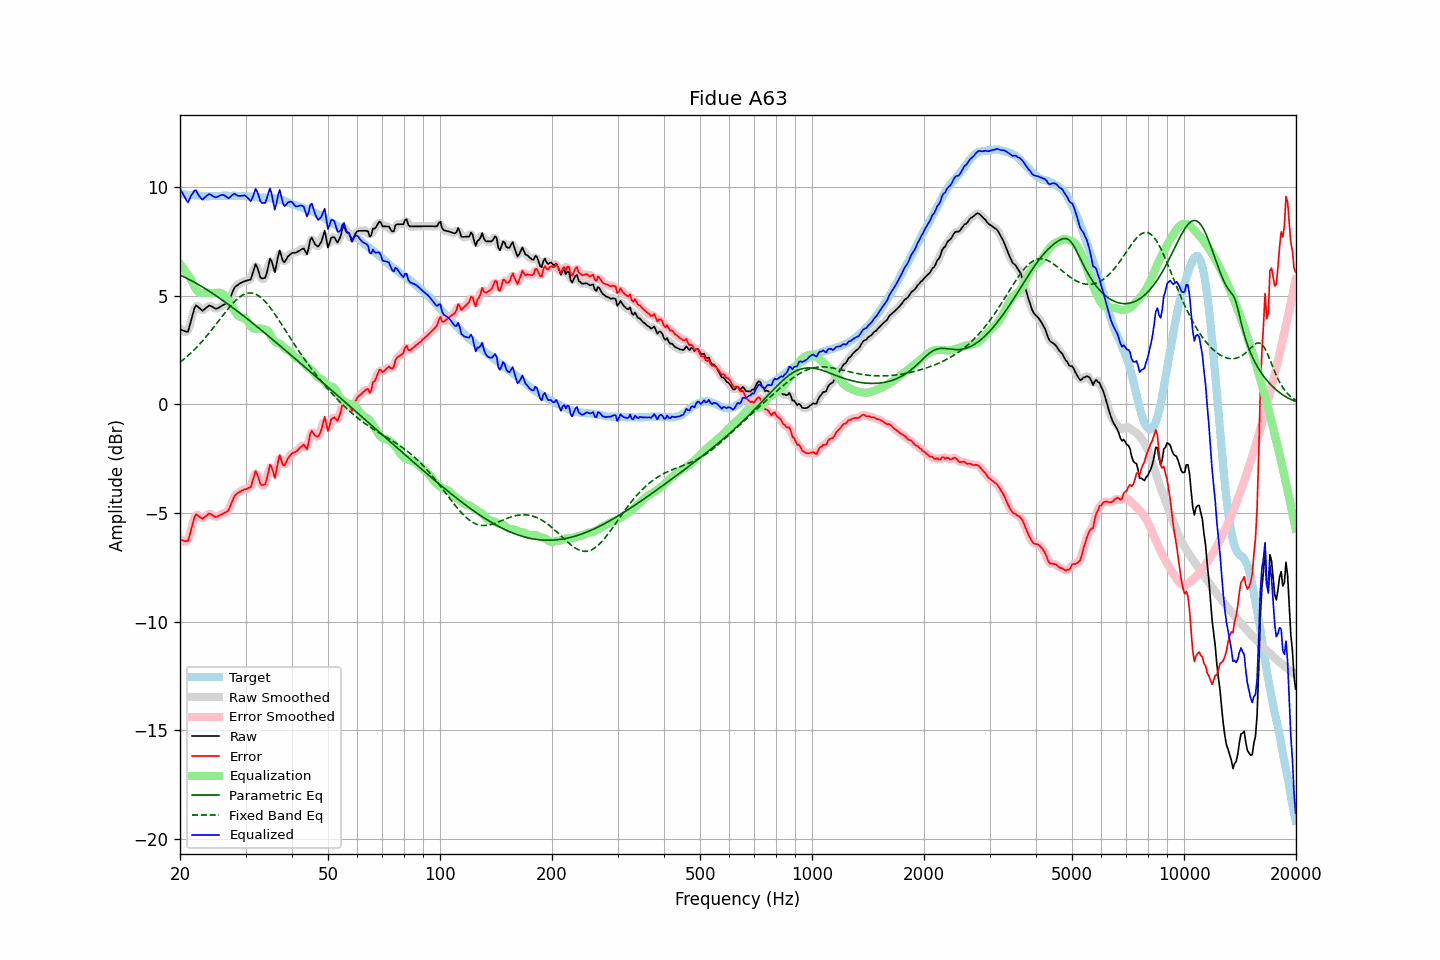 Fidue A63
Amplitude (dBr)
10
5
0
−5
−10
−15
−20
Target
Raw Smoothed
Error Smoothed
Raw
Error
Equalization
Parametric Eq
Fixed Band Eq
Equalized
20 50 100 200 500 1000 2000 5000 10000 20000
Frequency (Hz)